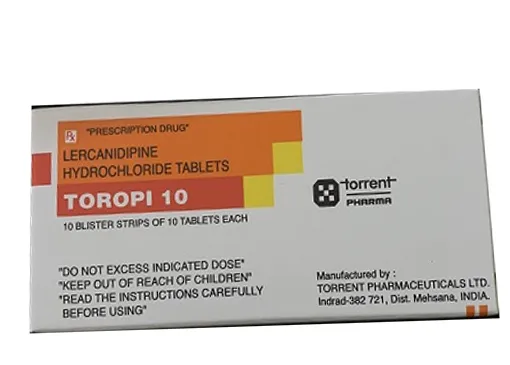 Rx "PRESCRIPTION DRUG"
LERCANIDIPINE
HYDROCHLORIDE TABLETS
TOROPI 10
10 BLISTER STRIPS OF 10 TABLETS EACH
torrent
PHARMA
"DO NOT EXCESS INDICATED DOSE"
"KEEP OUT OF REACH OF CHILDREN"
"READ THE INSTRUCTIONS CAREFULLY
BEFORE USING"
Manufactured by :
TORRENT PHARMACEUTICALS LTD.
Indrad-382 721, Dist. Mehsana, INDIA.